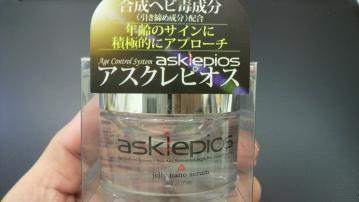 合成ヘビ毒成分
(引き締め成分)配合
年齢のサインに
積極的にアプローチ
Age Control System asklepios
アスクレピオス
asklepios
jelly nano serum